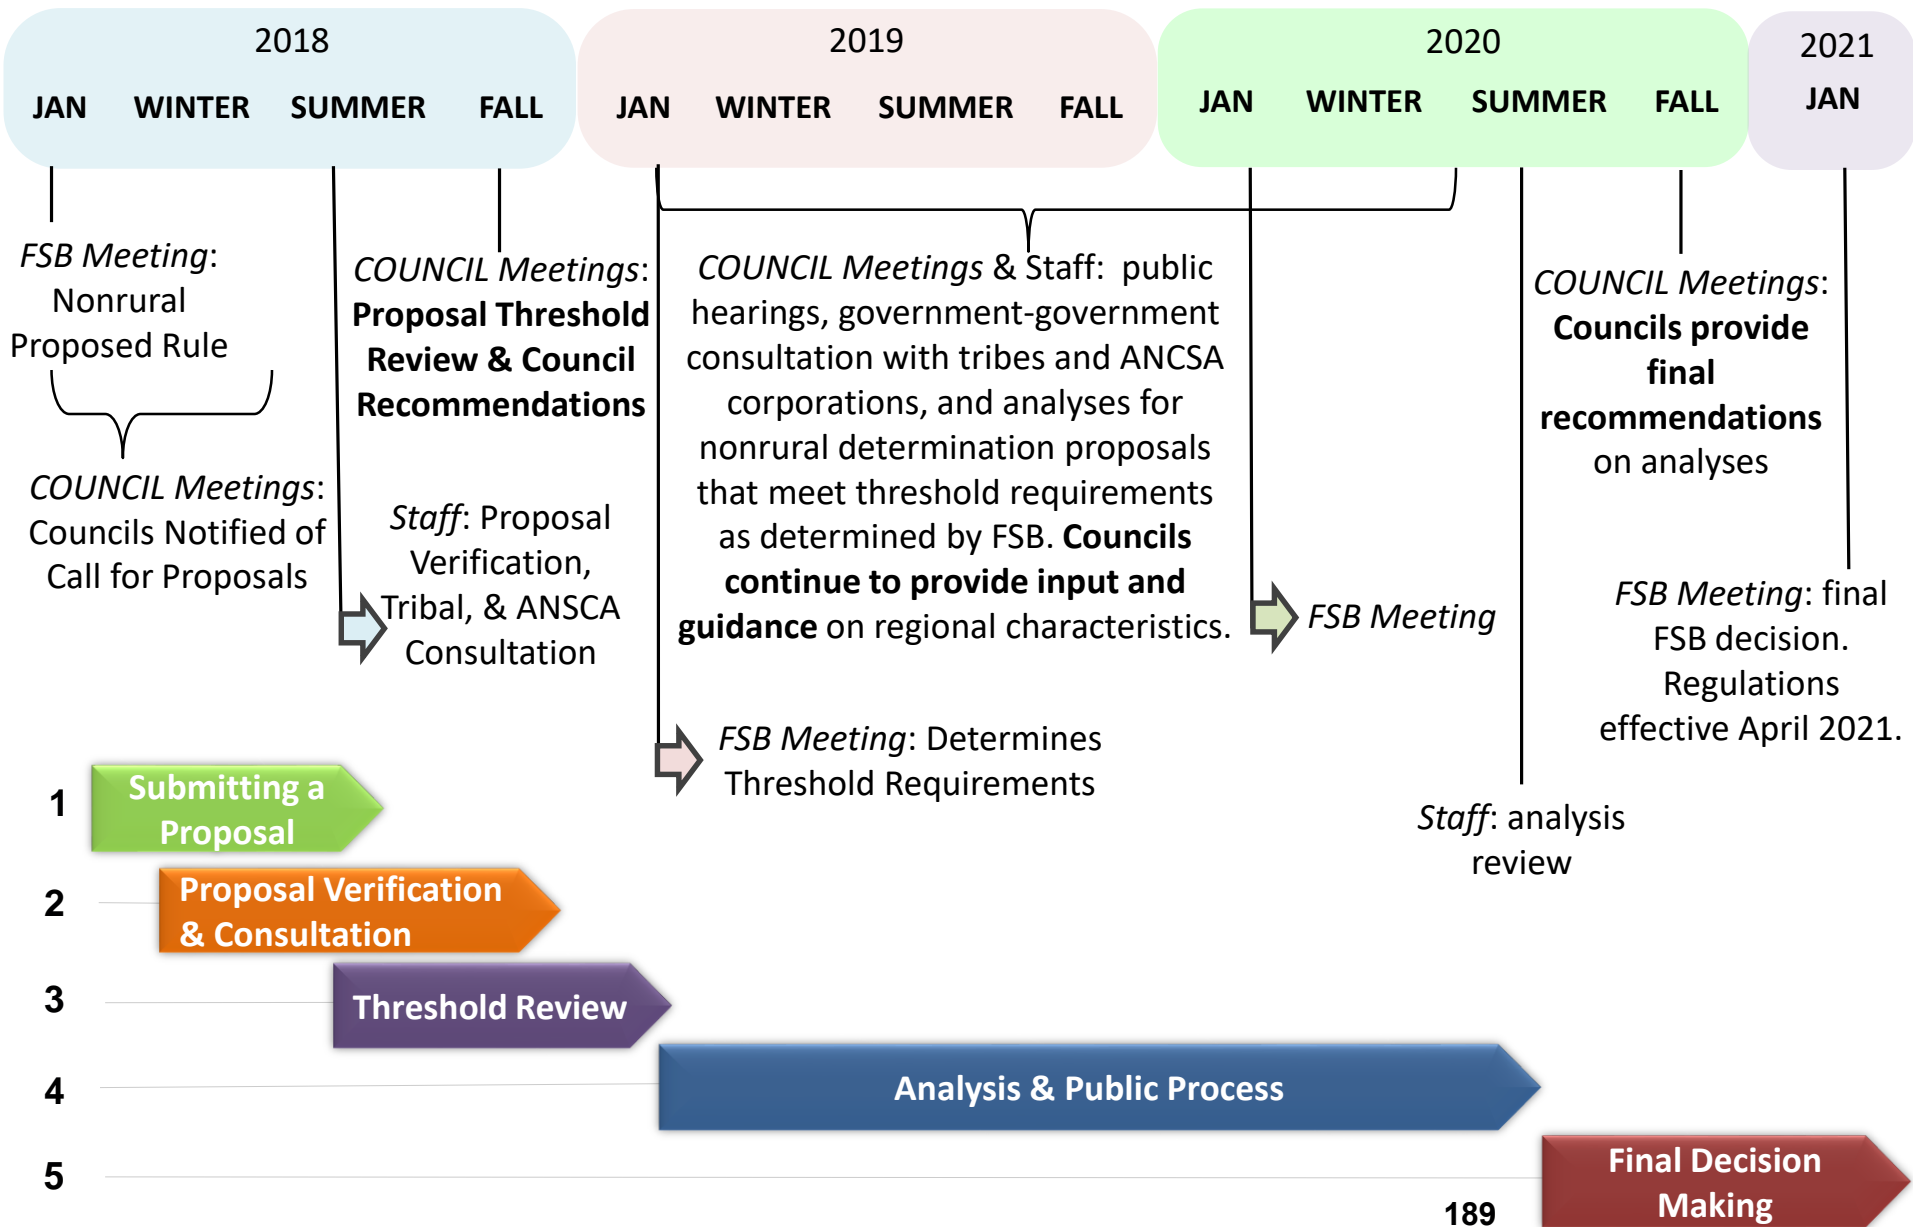 2018
JAN WINTER SUMMER FALL
2019
JAN WINTER SUMMER FALL
2020
JAN WINTER SUMMER FALL
2021
JAN
FSB Meeting:
Nonrural
Proposed Rule
COUNCIL Meetings:
Councils Notified of
Call for Proposals
COUNCIL Meetings:
Proposal Threshold
Review & Council
Recommendations
Staff: Proposal
Verification,
Tribal, & ANSCA
Consultation
COUNCIL Meetings & Staff: public
hearings, government-government
consultation with tribes and ANCSA
corporations, and analyses for
nonrural determination proposals
that meet threshold requirements
as determined by FSB. Councils
continue to provide input and
guidance on regional characteristics.
FSB Meeting: Determines
Threshold Requirements
FSB Meeting
COUNCIL Meetings:
Councils provide
final
recommendations
on analyses
FSB Meeting: final
FSB decision.
Regulations
effective April 2021.
Staff: analysis
review
1
Submitting a
Proposal
2
Proposal Verification
& Consultation
3
Threshold Review
4
Analysis & Public Process
5
Final Decision
Making
189